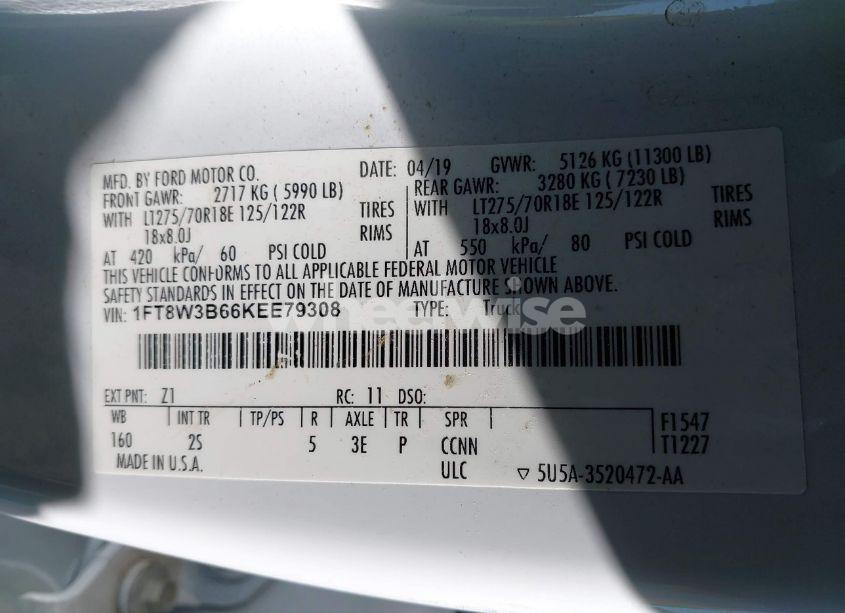 MFD. BY FORD MOTOR CO. DATE: 04/19 GVWR: 5126 KG (11300 LB)
FRONT GAWR: 2717 KG (5990 LB) REAR GAWR: 3280 KG (7230 LB)
WITH LT275/70R18E 125/122R TIRES WITH LT275/70R18E 125/122R TIRES
18x8.0J RIMS 18x8.0J RIMS
AT 420 kPa/ 60 PSI COLD AT 550 kPa/ 80 PSI COLD
THIS VEHICLE CONFORMS TO ALL APPLICABLE FEDERAL MOTOR VEHICLE
SAFETY STANDARDS IN EFFECT ON THE DATE OF MANUFACTURE SHOWN ABOVE.
VIN: 1FT8W3B66KEE79308 TYPE: Truck
wheelwise
EXT PNT: Z1 RC: 11 DSO:
WB INT TR TP/PS R AXLE TR SPR F1547
160 2S 5 3E P CCNN T1227
MADE IN U.S.A. ULC ▽ 5U5A-3520472-AA